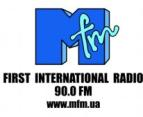 M fm
FIRST INTERNATIONAL RADIO
90.0 FM
www.mfm.ua